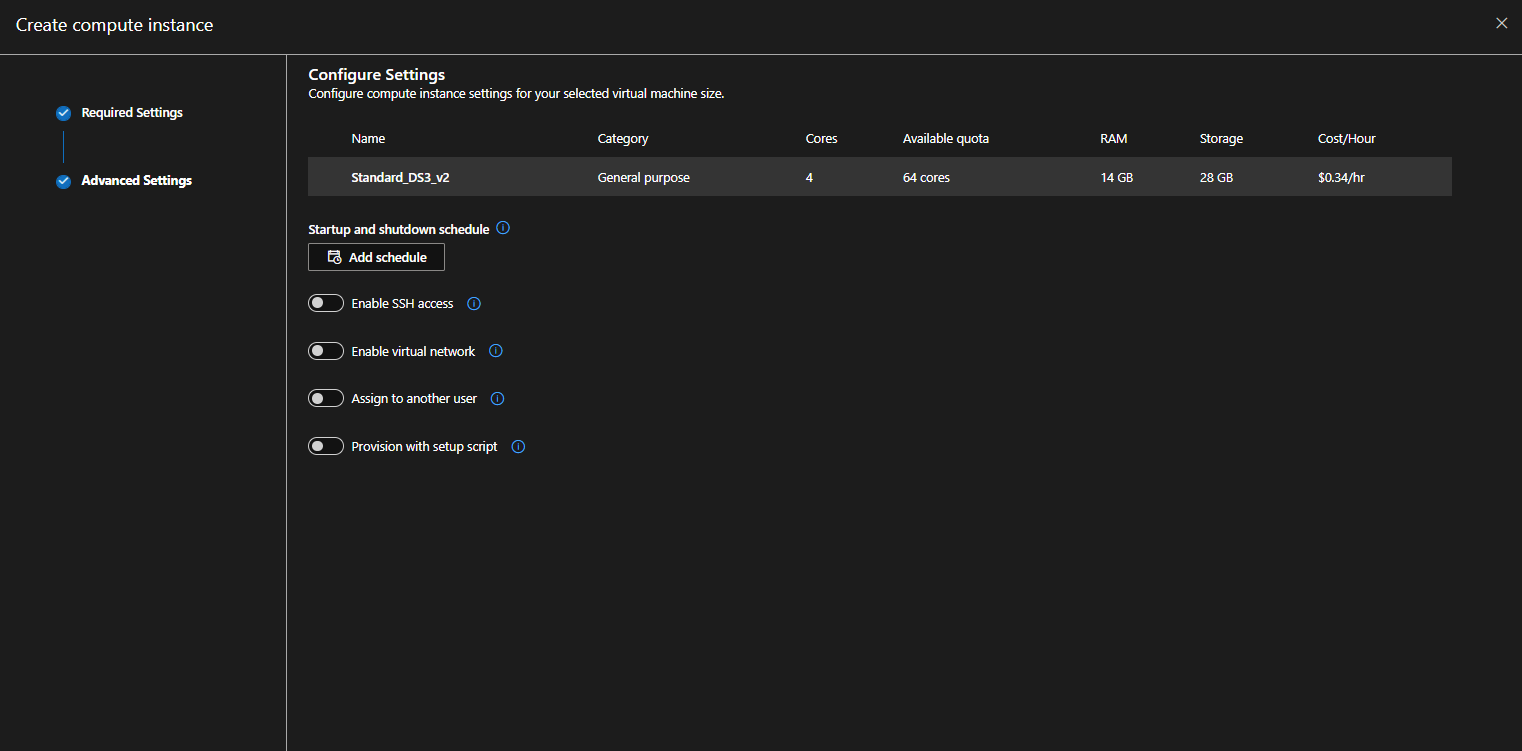 Create compute instance
Required Settings
Advanced Settings
Configure Settings
Configure compute instance settings for your selected virtual machine size.
Name Category Cores Available quota RAM Storage Cost/Hour
Standard_DS3_v2 General purpose 4 64 cores 14 GB 28 GB $0.34/hr
Startup and shutdown schedule
Add schedule
Enable SSH access
Enable virtual network
Assign to another user
Provision with setup script